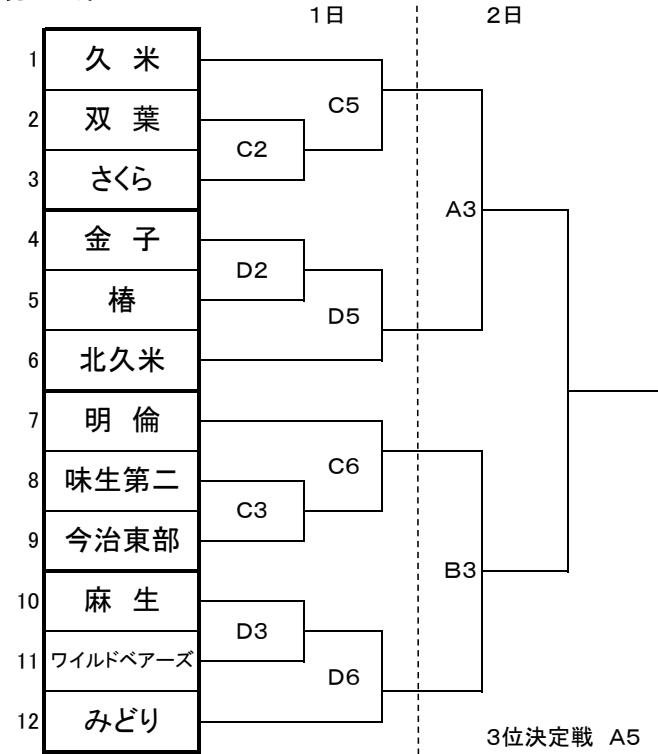 1日 2日
1 久 米
2 双 葉
3 さくら
4 金 子
5 椿
6 北久米
7 明 倫
8 味生第二
9 今治東部
10 麻 生
11 ワイルドベアーズ
12 みどり
C5
C2
A3
D2
D5
C6
C3
B3
D3
D6
3位決定戦 A5